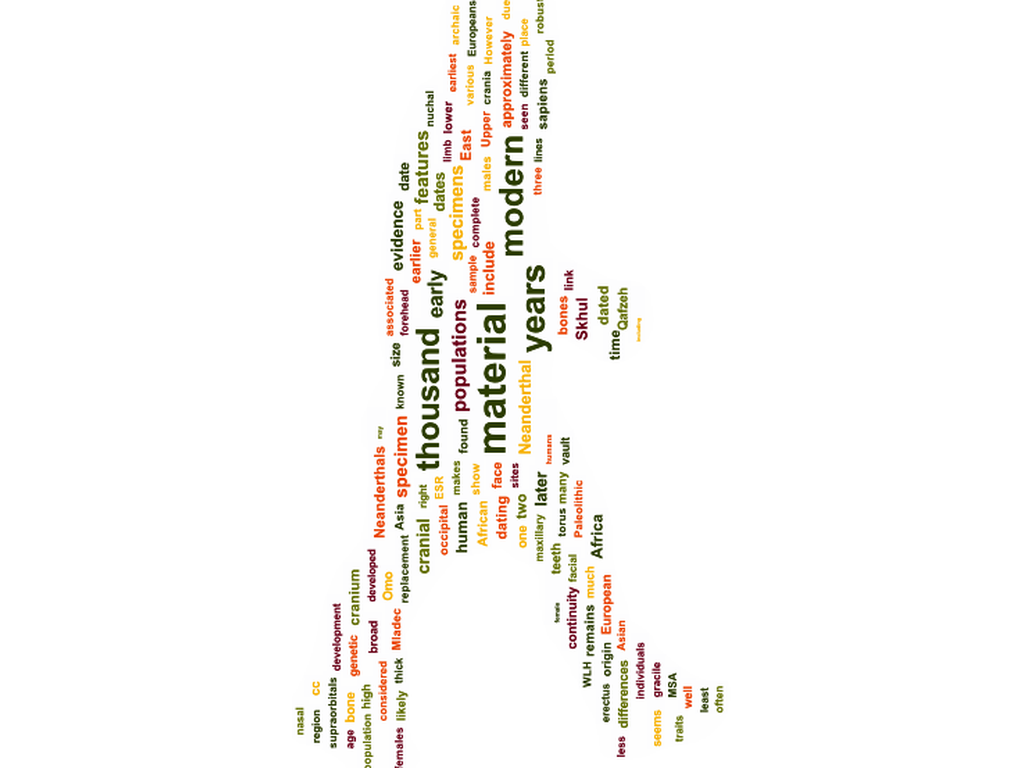 archaic
Europeans
However
due
robust
earliest
various
crania
approximately
different
place
period
nuchal
lower
limb
East
Upper
seen
sapiens
features
date
dates
specimens
males
modern
three
lines
evidence
part
general
complete
earlier
sample
include
associated
forehead
early
years
link
bones
Skhul
dated
Qafzeh
time
including
thousand
populations
material
size
known
Neanderthal
found
specimen
Neanderthals
may
humans
vault
makes
show
face
sites
later
many
right
ESR
Asia
cranial
occipital
human
African
dating
one
two
maxillary
torus
Paleolithic
Africa
replacement
developed
Omo
cranium
teeth
facial
much
female
continuity
remains
European
development
genetic
broad
Mladec
WLH
origin
Asian
cc
supraorbitals
considered
thick
erectus
differences
individuals
gracile
MSA
nasal
region
age
bone
population
high
likely
females
less
seems
traits
well
least
often